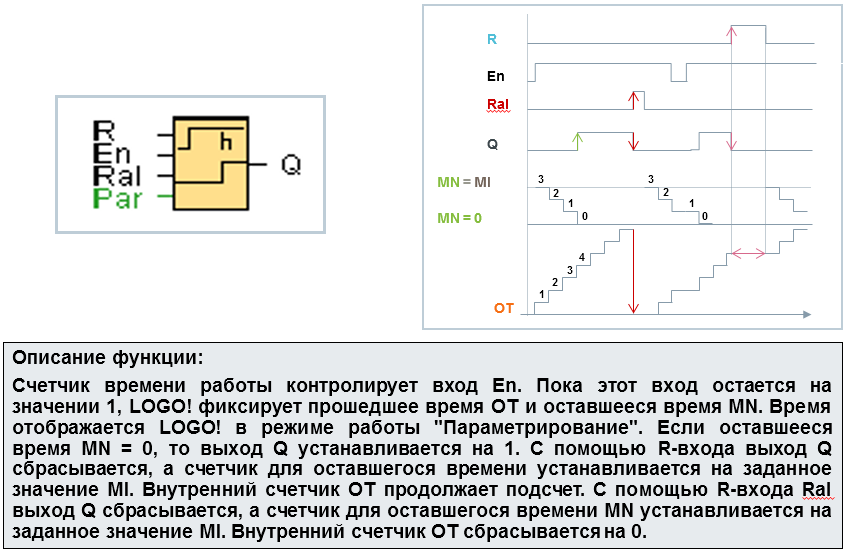 R
En
Ral
Par
h
Q
R
En
Ral
Q
MN = MI
3
2
1
0
3
2
1
0
MN = 0
4
3
2
1
OT
Описание функции:
Счетчик времени работы контролирует вход En. Пока этот вход остается на
значении 1, LOGO! фиксирует прошедшее время OT и оставшееся время MN. Время
отображается LOGO! в режиме работы "Параметрирование". Если оставшееся
время MN = 0, то выход Q устанавливается на 1. С помощью R-входа выход Q
сбрасывается, а счетчик для оставшегося времени устанавливается на заданное
значение MI. Внутренний счетчик OT продолжает подсчет. С помощью R-входа Ral
выход Q сбрасывается, а счетчик для оставшегося времени MN устанавливается на
заданное значение MI. Внутренний счетчик OT сбрасывается на 0.